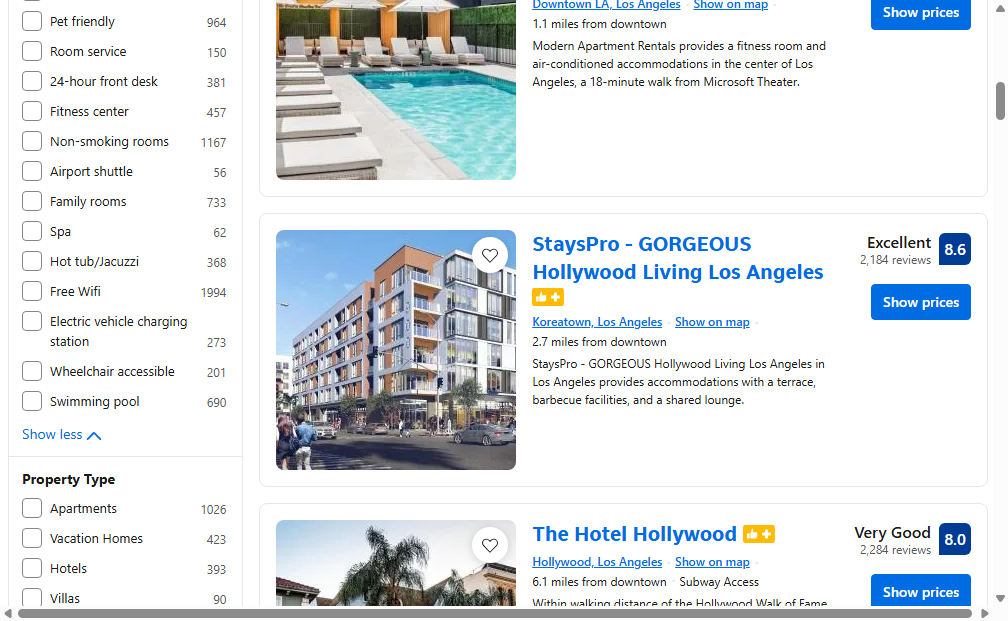 Pet friendly 964
Room service 150
24-hour front desk 381
Fitness center 457
Non-smoking rooms 1167
Airport shuttle 56
Family rooms 733
Spa 62
Hot tub/Jacuzzi 368
Free Wifi 1994
Electric vehicle charging
station 273
Wheelchair accessible 201
Swimming pool 690
Show less
Property Type
Apartments 1026
Vacation Homes 423
Hotels 393
Villas 90
Downtown LA, Los Angeles · Show on map ·
1.1 miles from downtown
Modern Apartment Rentals provides a fitness room and
air-conditioned accommodations in the center of Los
Angeles, a 18-minute walk from Microsoft Theater.
Show prices
StaysPro - GORGEOUS
Hollywood Living Los Angeles
Koreatown, Los Angeles · Show on map ·
2.7 miles from downtown
StaysPro - GORGEOUS Hollywood Living Los Angeles in
Los Angeles provides accommodations with a terrace,
barbecue facilities, and a shared lounge.
Excellent 8.6
2,184 reviews
Show prices
The Hotel Hollywood
Hollywood, Los Angeles · Show on map ·
6.1 miles from downtown · Subway Access
Within walking distance of the Hollywood Walk of Fame
Very Good 8.0
2,284 reviews
Show prices